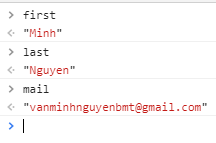 first
"Minh"
last
"Nguyen"
mail
"vanminhnguyenbmt@gmail.com"